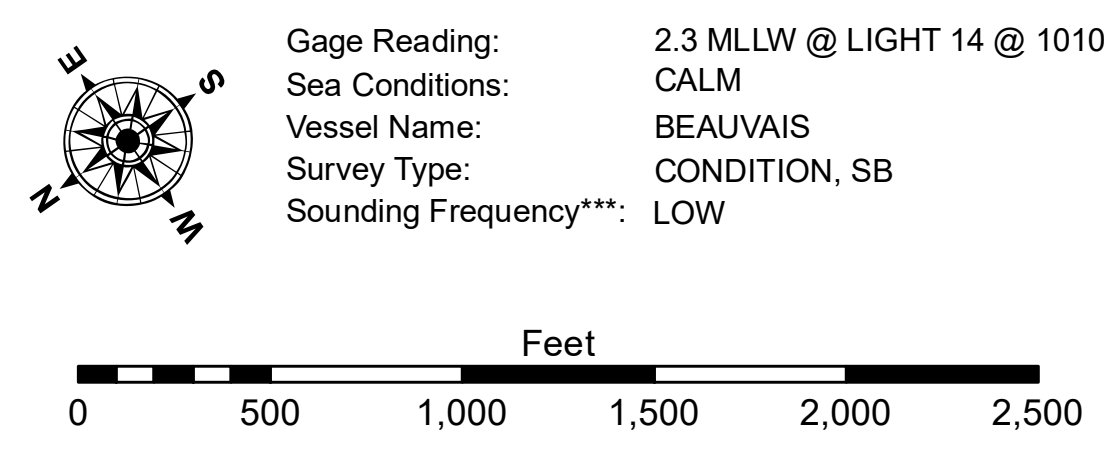 E
S
N
W
Gage Reading: 2.3 MLLW @ LIGHT 14 @ 1010
Sea Conditions: CALM
Vessel Name: BEAUVAIS
Survey Type: CONDITION, SB
Sounding Frequency***: LOW
Feet
0 500 1,000 1,500 2,000 2,500